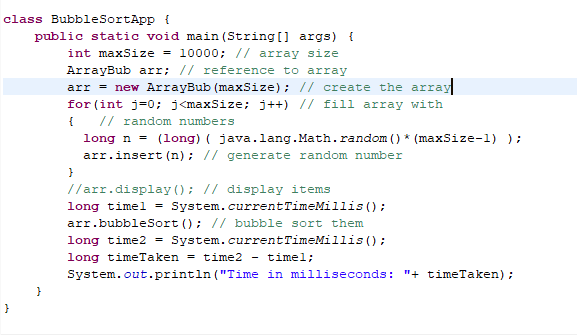 class BubbleSortApp {
public static void main(String[] args) {
int maxSize = 10000; // array size
ArrayBub arr; // reference to array
arr = new ArrayBub(maxSize); // create the array
for(int j=0; j<maxSize; j++) // fill array with
{ // random numbers
long n = (long)( java.lang.Math.random()*(maxSize-1) );
arr.insert(n); // generate random number
}
//arr.display(); // display items
long time1 = System.currentTimeMillis();
arr.bubbleSort(); // bubble sort them
long time2 = System.currentTimeMillis();
long timeTaken = time2 - time1;
System.out.println("Time in milliseconds: "+ timeTaken);
}
}